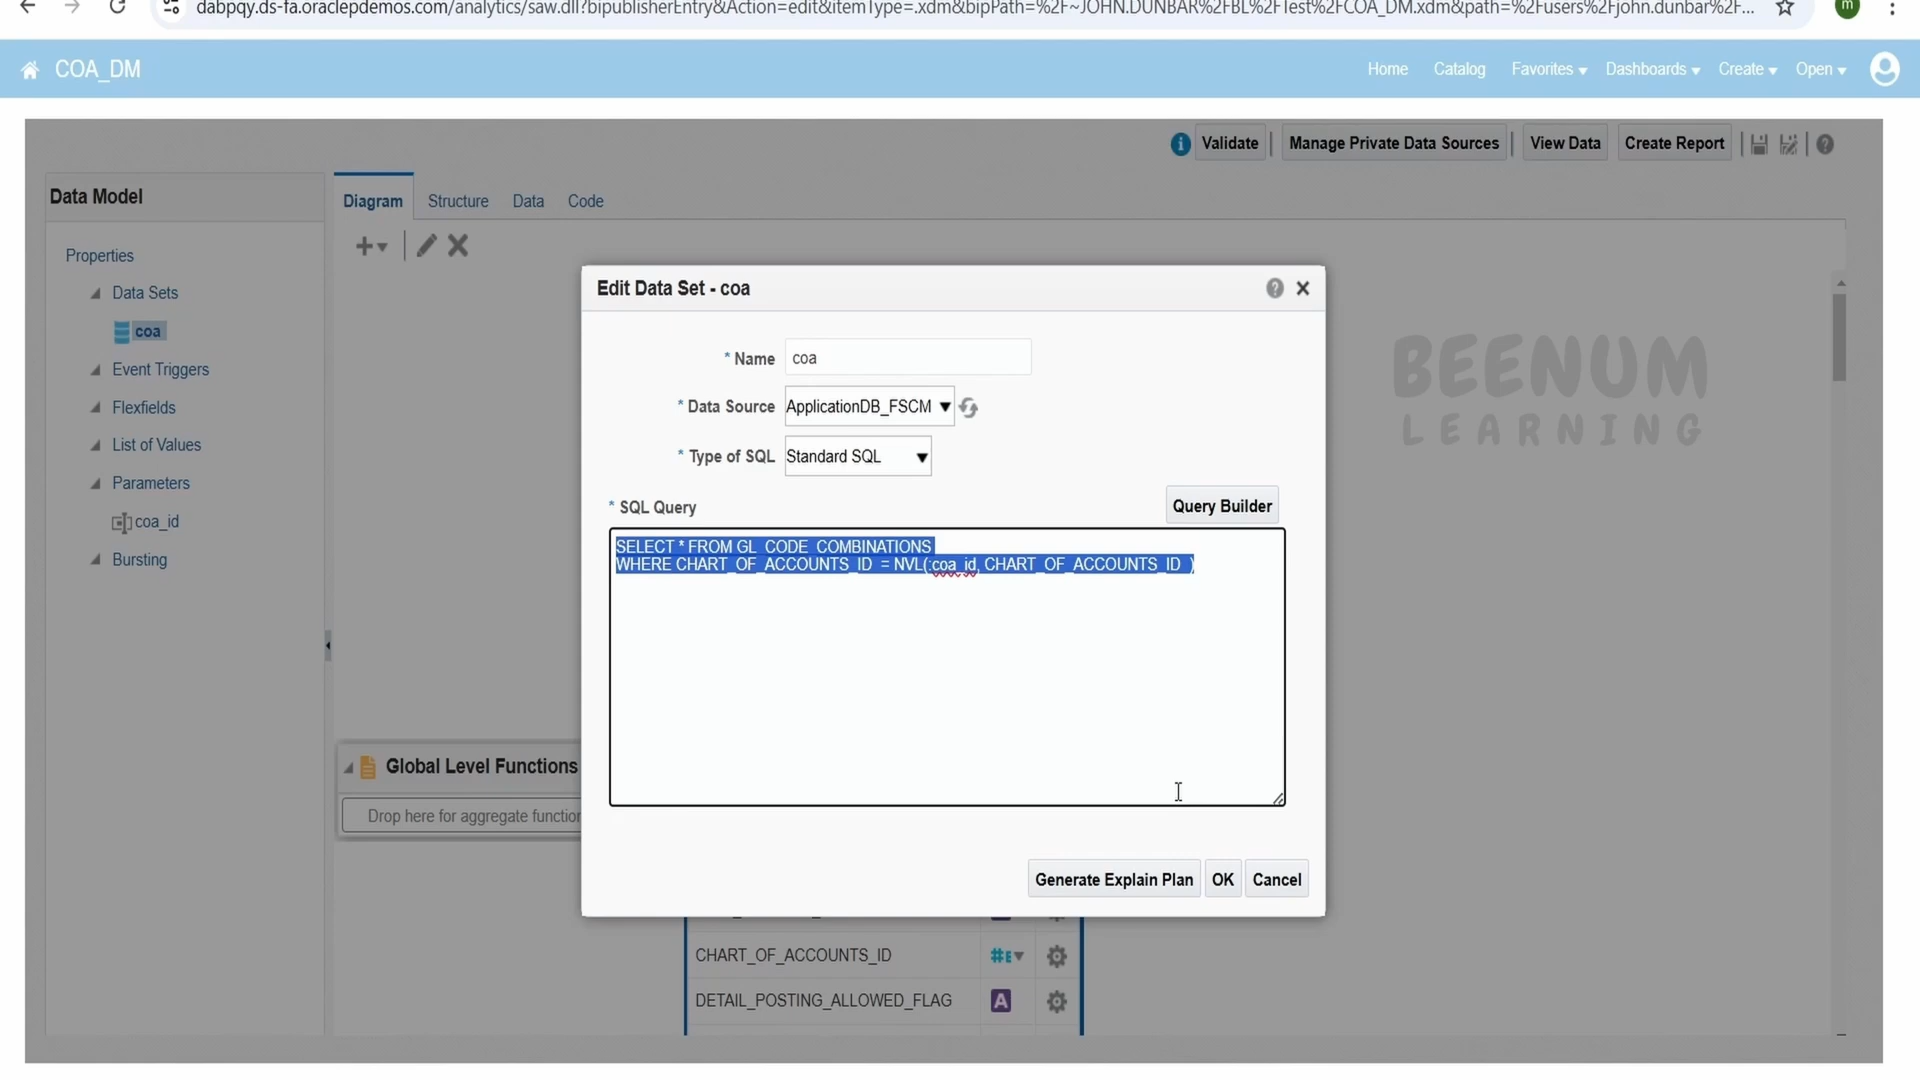 dabpqy.ds-fa.oraclepdemos.com/analytics/saw.dll?bipublisherEntry&Action=edit&itemType=.xdm&bipPath=%2F~JOHN.DUNBAR%2FBL%2FTest%2FCOA_DM.xdm&path=%2Fusers%2Fjohn.dunbar%2F...
m
COA_DM
Home Catalog Favorites Dashboards Create Open
Validate Manage Private Data Sources View Data Create Report
Data Model
Diagram Structure Data Code
Properties
Data Sets
coa
Event Triggers
Flexfields
List of Values
Parameters
coa_id
Bursting
Edit Data Set - coa
* Name coa
* Data Source ApplicationDB_FSCM
* Type of SQL Standard SQL
* SQL Query
Query Builder
SELECT * FROM GL_CODE_COMBINATIONS
WHERE CHART_OF_ACCOUNTS_ID = NVL(:coa_id, CHART_OF_ACCOUNTS_ID )
Generate Explain Plan OK Cancel
BEENUM
LEARNING
Global Level Functions
Drop here for aggregate function
CHART_OF_ACCOUNTS_ID
DETAIL_POSTING_ALLOWED_FLAG A